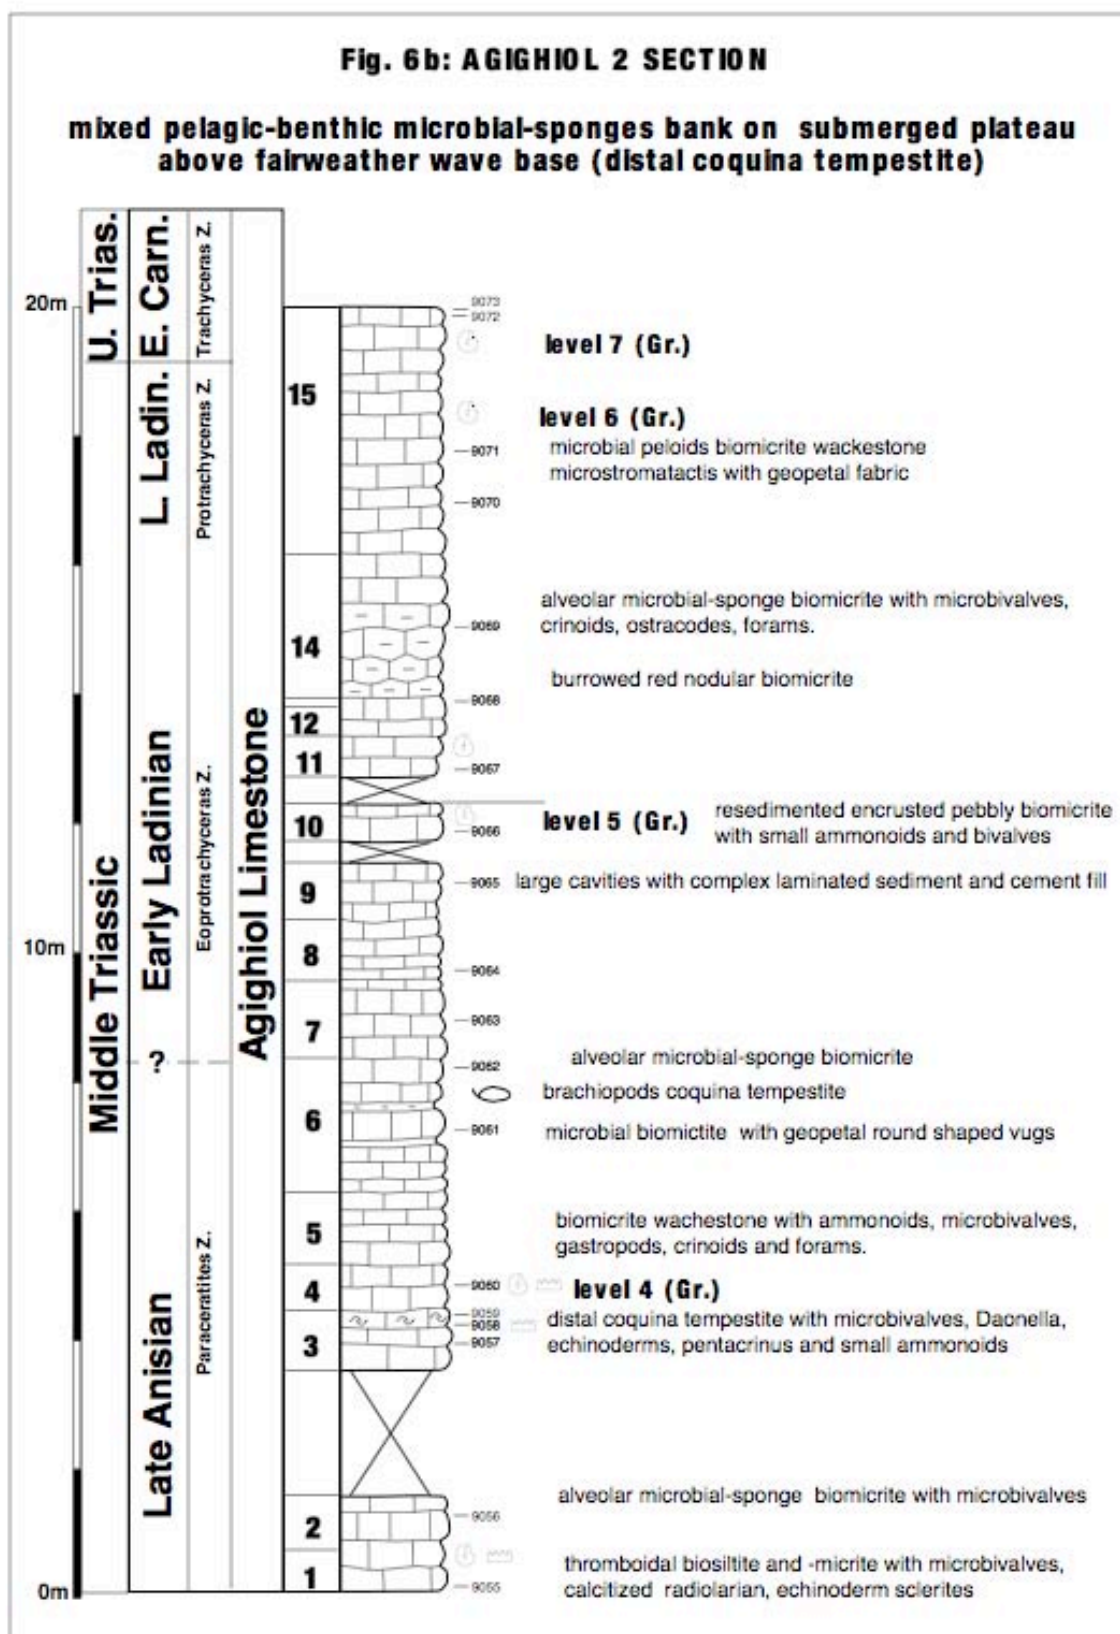 Fig. 6b: AGIGHIOL 2 SECTION
mixed pelagic-benthic microbial-sponges bank on submerged plateau
above fairweather wave base (distal coquina tempestite)
U. Trias.
E. Carn.
Trachyceras Z.
20m
9073
9072
level 7 (Gr.)
15
L. Ladin.
Protrachyceras Z.
level 6 (Gr.)
9071
microbial peloids biomicrite wackestone
microstromatactis with geopetal fabric
9070
alveolar microbial-sponge biomicrite with microbivalves,
crinoids, ostracodes, forams.
9069
14
burrowed red nodular biomicrite
9068
12
11
9067
Middle Triassic
Early Ladinian
Eoprotrachyceras Z.
Agighiol Limestone
10
9066
level 5 (Gr.)
resedimented encrusted pebbly biomicrite
with small ammonoids and bivalves
9
9065
large cavities with complex laminated sediment and cement fill
10m
8
9064
7
9063
?
9062
alveolar microbial-sponge biomicrite
brachiopods coquina tempestite
6
9061
microbial biomictite with geopetal round shaped vugs
Late Anisian
Paraceratites Z.
5
biomicrite wachestone with ammonoids, microbivalves,
gastropods, crinoids and forams.
4
9060
level 4 (Gr.)
9059
9058
distal coquina tempestite with microbivalves, Daonella,
echinoderms, pentacrinus and small ammonoids
3
9057
alveolar microbial-sponge biomicrite with microbivalves
2
9056
thromboidal biosiltite and -micrite with microbivalves,
calcitized radiolarian, echinoderm sclerites
1
9055
0m